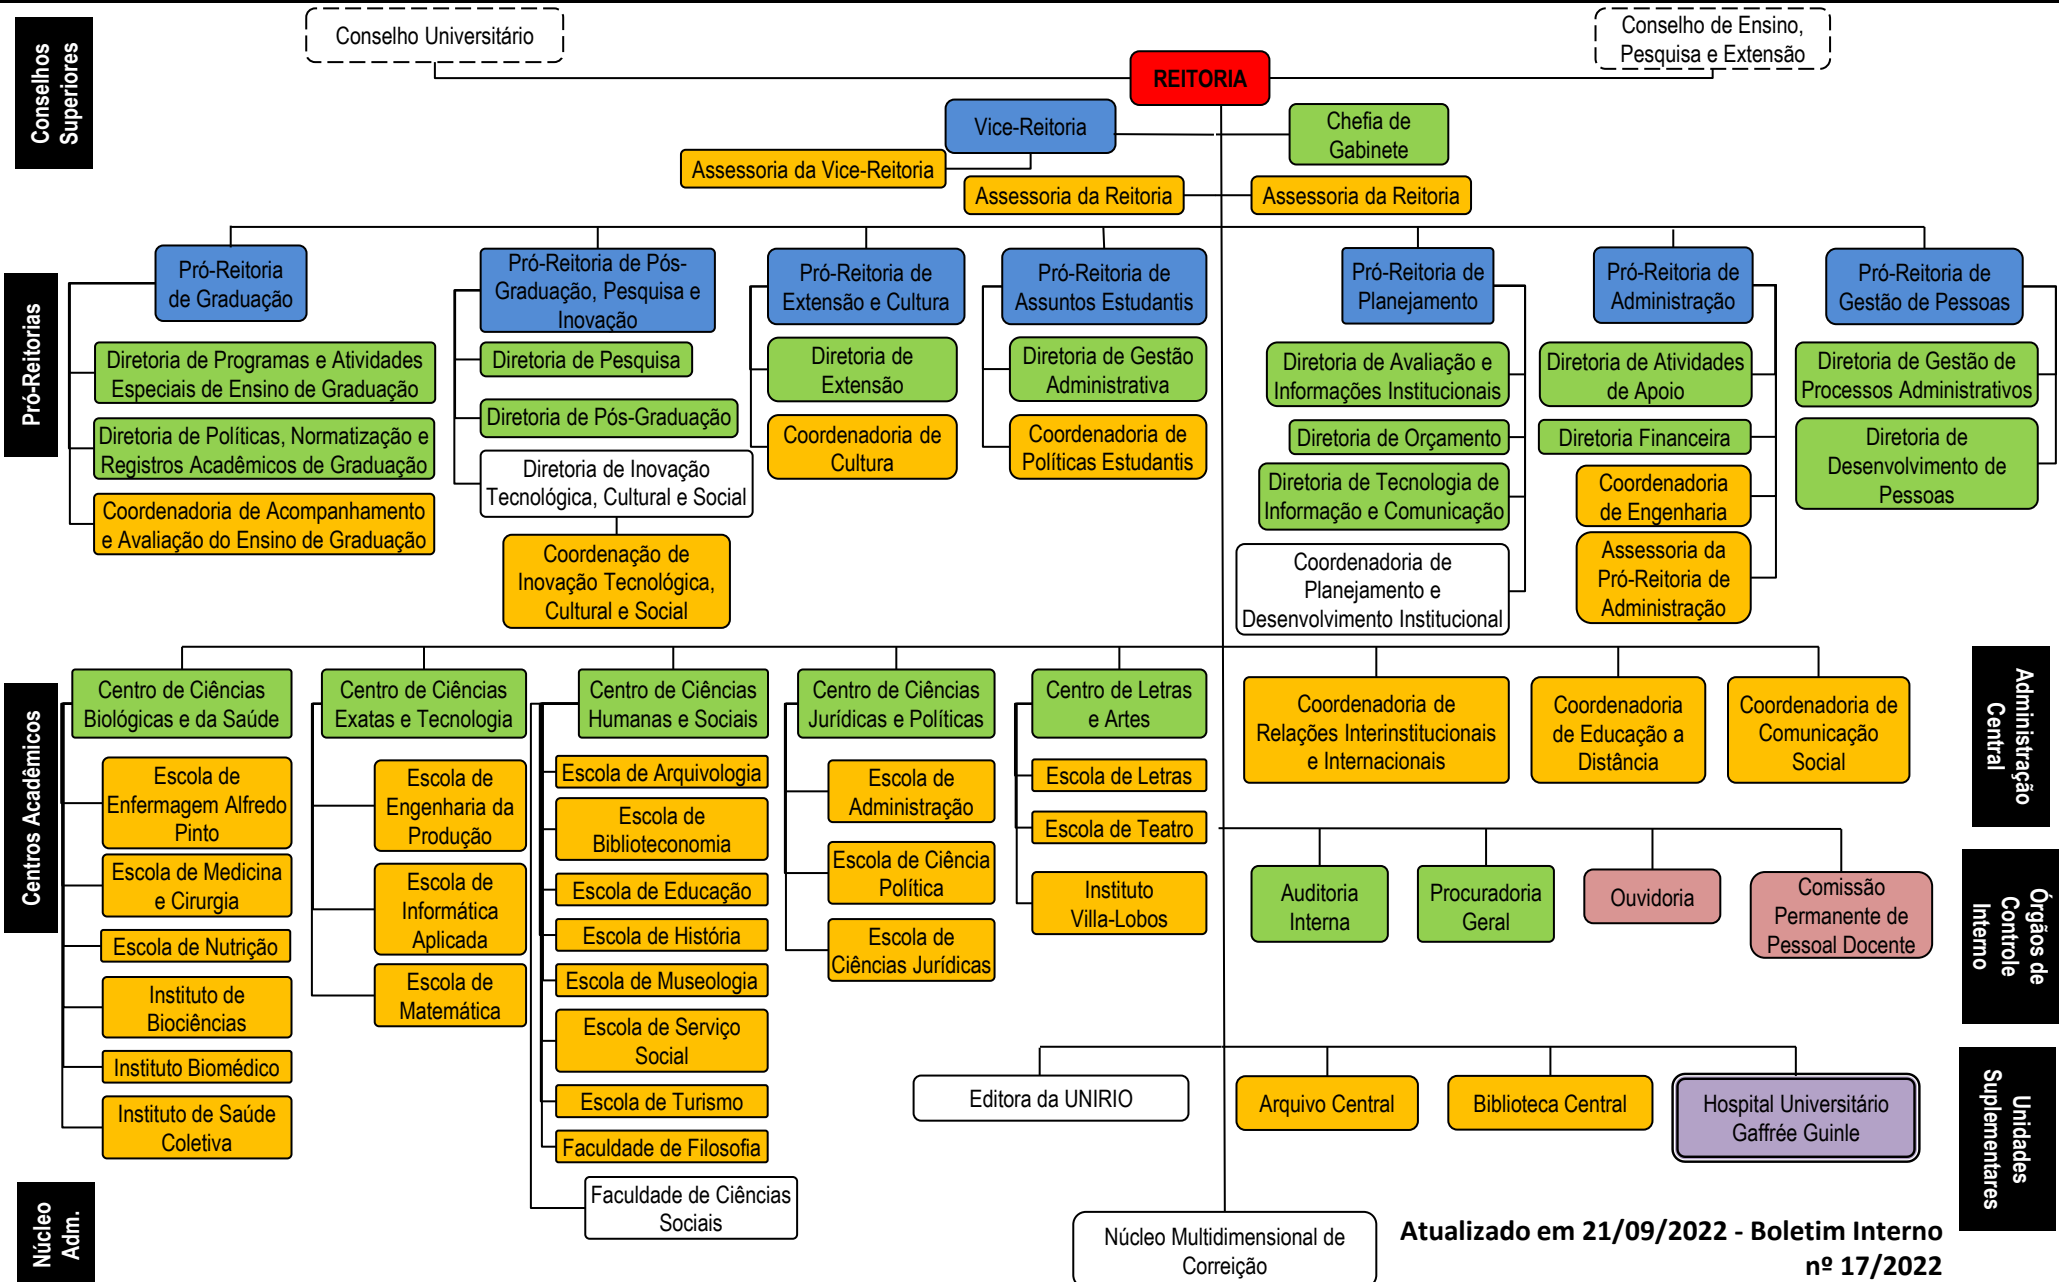 Conselhos
Superiores
Conselho Universitário
Conselho de Ensino,
Pesquisa e Extensão
REITORIA
Vice-Reitoria
Chefia de
Gabinete
Assessoria da Vice-Reitoria
Assessoria da Reitoria
Assessoria da Reitoria
Pró-Reitorias
Pró-Reitoria
de Graduação
Diretoria de Programas e Atividades
Especiais de Ensino de Graduação
Diretoria de Políticas, Normatização e
Registros Acadêmicos de Graduação
Coordenadoria de Acompanhamento
e Avaliação do Ensino de Graduação
Pró-Reitoria de Pós-
Graduação, Pesquisa e
Inovação
Diretoria de Pesquisa
Diretoria de Pós-Graduação
Diretoria de Inovação
Tecnológica, Cultural e Social
Coordenação de
Inovação Tecnológica,
Cultural e Social
Pró-Reitoria de
Extensão e Cultura
Diretoria de
Extensão
Coordenadoria de
Cultura
Pró-Reitoria de
Assuntos Estudantis
Diretoria de Gestão
Administrativa
Coordenadoria de
Políticas Estudantis
Pró-Reitoria de
Planejamento
Diretoria de Avaliação e
Informações Institucionais
Diretoria de Orçamento
Diretoria de Tecnologia de
Informação e Comunicação
Coordenadoria de
Planejamento e
Desenvolvimento Institucional
Pró-Reitoria de
Administração
Diretoria de Atividades
de Apoio
Diretoria Financeira
Coordenadoria
de Engenharia
Assessoria da
Pró-Reitoria de
Administração
Pró-Reitoria de
Gestão de Pessoas
Diretoria de Gestão de
Processos Administrativos
Diretoria de
Desenvolvimento de
Pessoas
Centros Acadêmicos
Centro de Ciências
Biológicas e da Saúde
Escola de
Enfermagem Alfredo
Pinto
Escola de Medicina
e Cirurgia
Escola de Nutrição
Instituto de
Biociências
Instituto Biomédico
Instituto de Saúde
Coletiva
Centro de Ciências
Exatas e Tecnologia
Escola de
Engenharia da
Produção
Escola de
Informática
Aplicada
Escola de
Matemática
Centro de Ciências
Humanas e Sociais
Escola de Arquivologia
Escola de
Biblioteconomia
Escola de Educação
Escola de História
Escola de Museologia
Escola de Serviço
Social
Escola de Turismo
Faculdade de Filosofia
Faculdade de Ciências
Sociais
Centro de Ciências
Jurídicas e Políticas
Escola de
Administração
Escola de Ciência
Política
Escola de
Ciências Jurídicas
Centro de Letras
e Artes
Escola de Letras
Escola de Teatro
Instituto
Villa-Lobos
Coordenadoria de
Relações Interinstitucionais
e Internacionais
Coordenadoria
de Educação a
Distância
Coordenadoria de
Comunicação
Social
Administração
Central
Auditoria
Interna
Procuradoria
Geral
Ouvidoria
Comissão
Permanente de
Pessoal Docente
Órgãos de
Controle
Interno
Editora da UNIRIO
Arquivo Central
Biblioteca Central
Hospital Universitário
Gaffrée Guinle
Unidades
Suplementares
Núcleo
Adm.
Núcleo Multidimensional de
Correição
Atualizado em 21/09/2022 - Boletim Interno
nº 17/2022